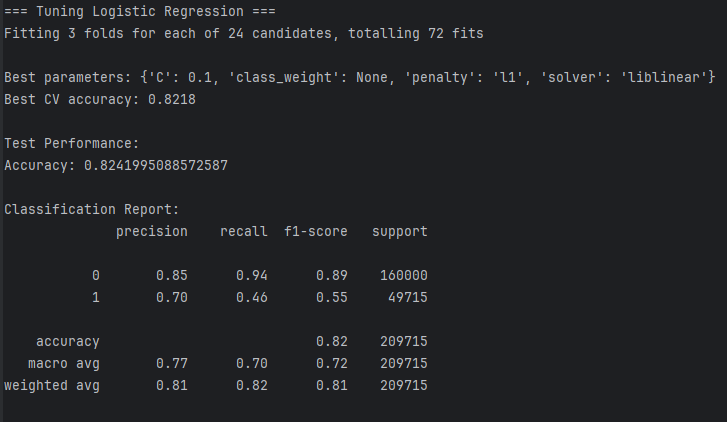 === Tuning Logistic Regression ===
Fitting 3 folds for each of 24 candidates, totalling 72 fits
Best parameters: {'C': 0.1, 'class_weight': None, 'penalty': 'l1', 'solver': 'liblinear'}
Best CV accuracy: 0.8218
Test Performance:
Accuracy: 0.8241995088572587
Classification Report:
precision recall f1-score support
0 0.85 0.94 0.89 160000
1 0.70 0.46 0.55 49715
accuracy 0.82 209715
macro avg 0.77 0.70 0.72 209715
weighted avg 0.81 0.82 0.81 209715